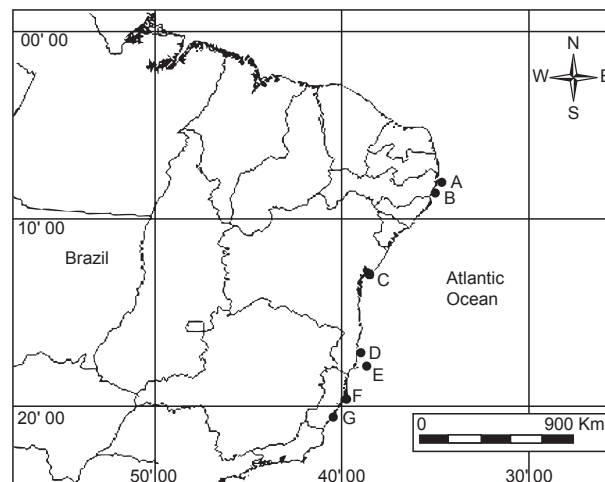 00' 00
N
W E
S
A
B
10' 00
Brazil
C
Atlantic
Ocean
D
E
F
20' 00
G
0 900 Km
50' 00
40' 00
30' 00